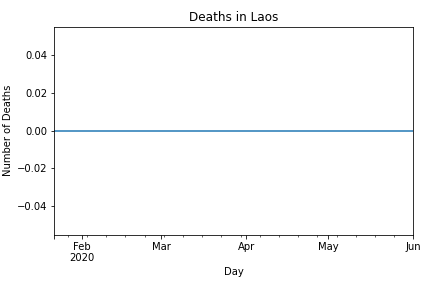 Deaths in Laos
Number of Deaths
0.04
0.02
0.00
−0.02
−0.04
Feb
2020
Mar
Apr
May
Jun
Day